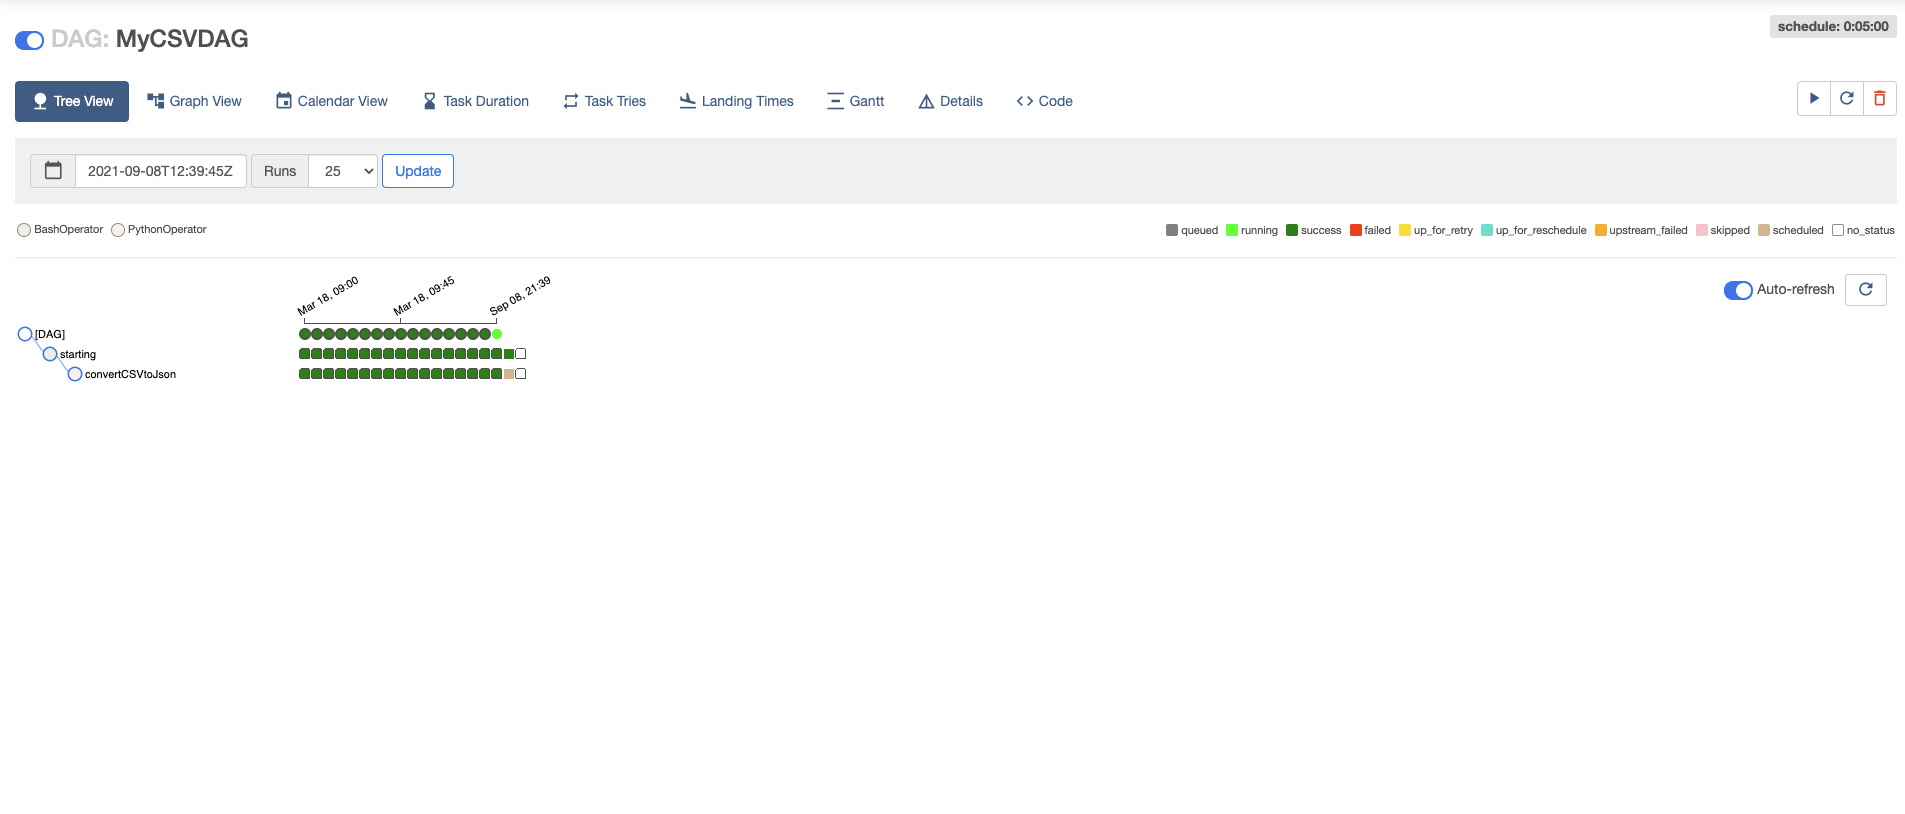 DAG: MyCSVDAG
schedule: 0:05:00
Tree View Graph View Calendar View Task Duration Task Tries Landing Times Gantt Details Code
2021-09-08T12:39:45Z Runs 25 Update
BashOperator PythonOperator
queued running success failed up_for_retry up_for_reschedule upstream_failed skipped scheduled no_status
Mar 18, 09:00 Mar 18, 09:45 Sep 08, 21:39
Auto-refresh
[DAG]
starting
convertCSVtoJson